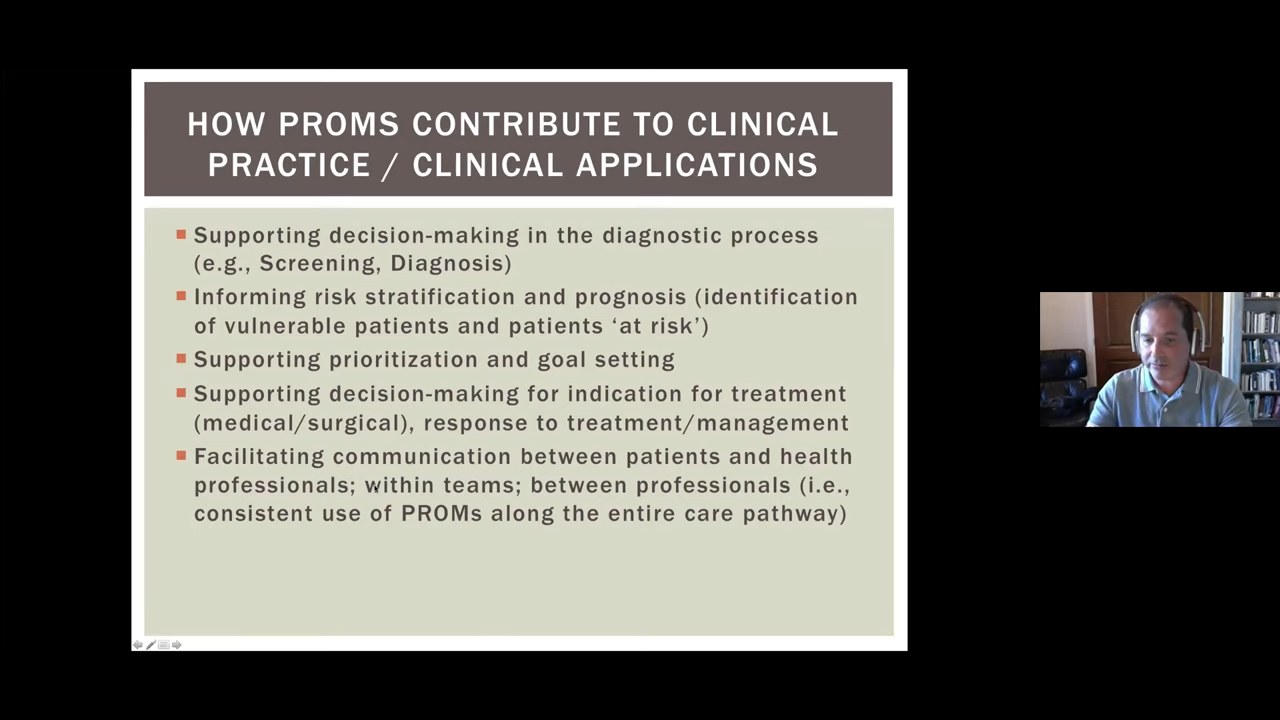 HOW PROMS CONTRIBUTE TO CLINICAL
PRACTICE / CLINICAL APPLICATIONS
Supporting decision-making in the diagnostic process
(e.g., Screening, Diagnosis)
Informing risk stratification and prognosis (identification
of vulnerable patients and patients ‘at risk’)
Supporting prioritization and goal setting
Supporting decision-making for indication for treatment
(medical/surgical), response to treatment/management
Facilitating communication between patients and health
professionals; within teams; between professionals (i.e.,
consistent use of PROMs along the entire care pathway)